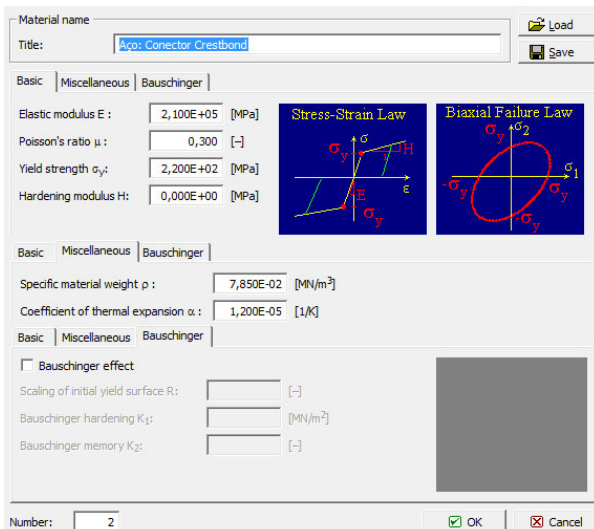 Material name
Title: Aço: Conector Crestbond
Load
Save
Basic Miscellaneous Bauschinger
Elastic modulus E : 2,100E+05 [MPa]
Poisson's ratio μ : 0,300 [-]
Yield strength σy: 2,200E+02 [MPa]
Hardening modulus H: 0,000E+00 [MPa]
Stress-Strain Law
σ
σy
H
ε
E
σy
Biaxial Failure Law
σy
σ2
σ1
-σy
σy
-σy
Basic Miscellaneous Bauschinger
Specific material weight ρ : 7,850E-02 [MN/m³]
Coefficient of thermal expansion α : 1,200E-05 [1/K]
Basic Miscellaneous Bauschinger
Bauschinger effect
Scaling of initial yield surface R: [-]
Bauschinger hardening K1: [MN/m²]
Bauschinger memory K2: [-]
Number: 2
OK
Cancel